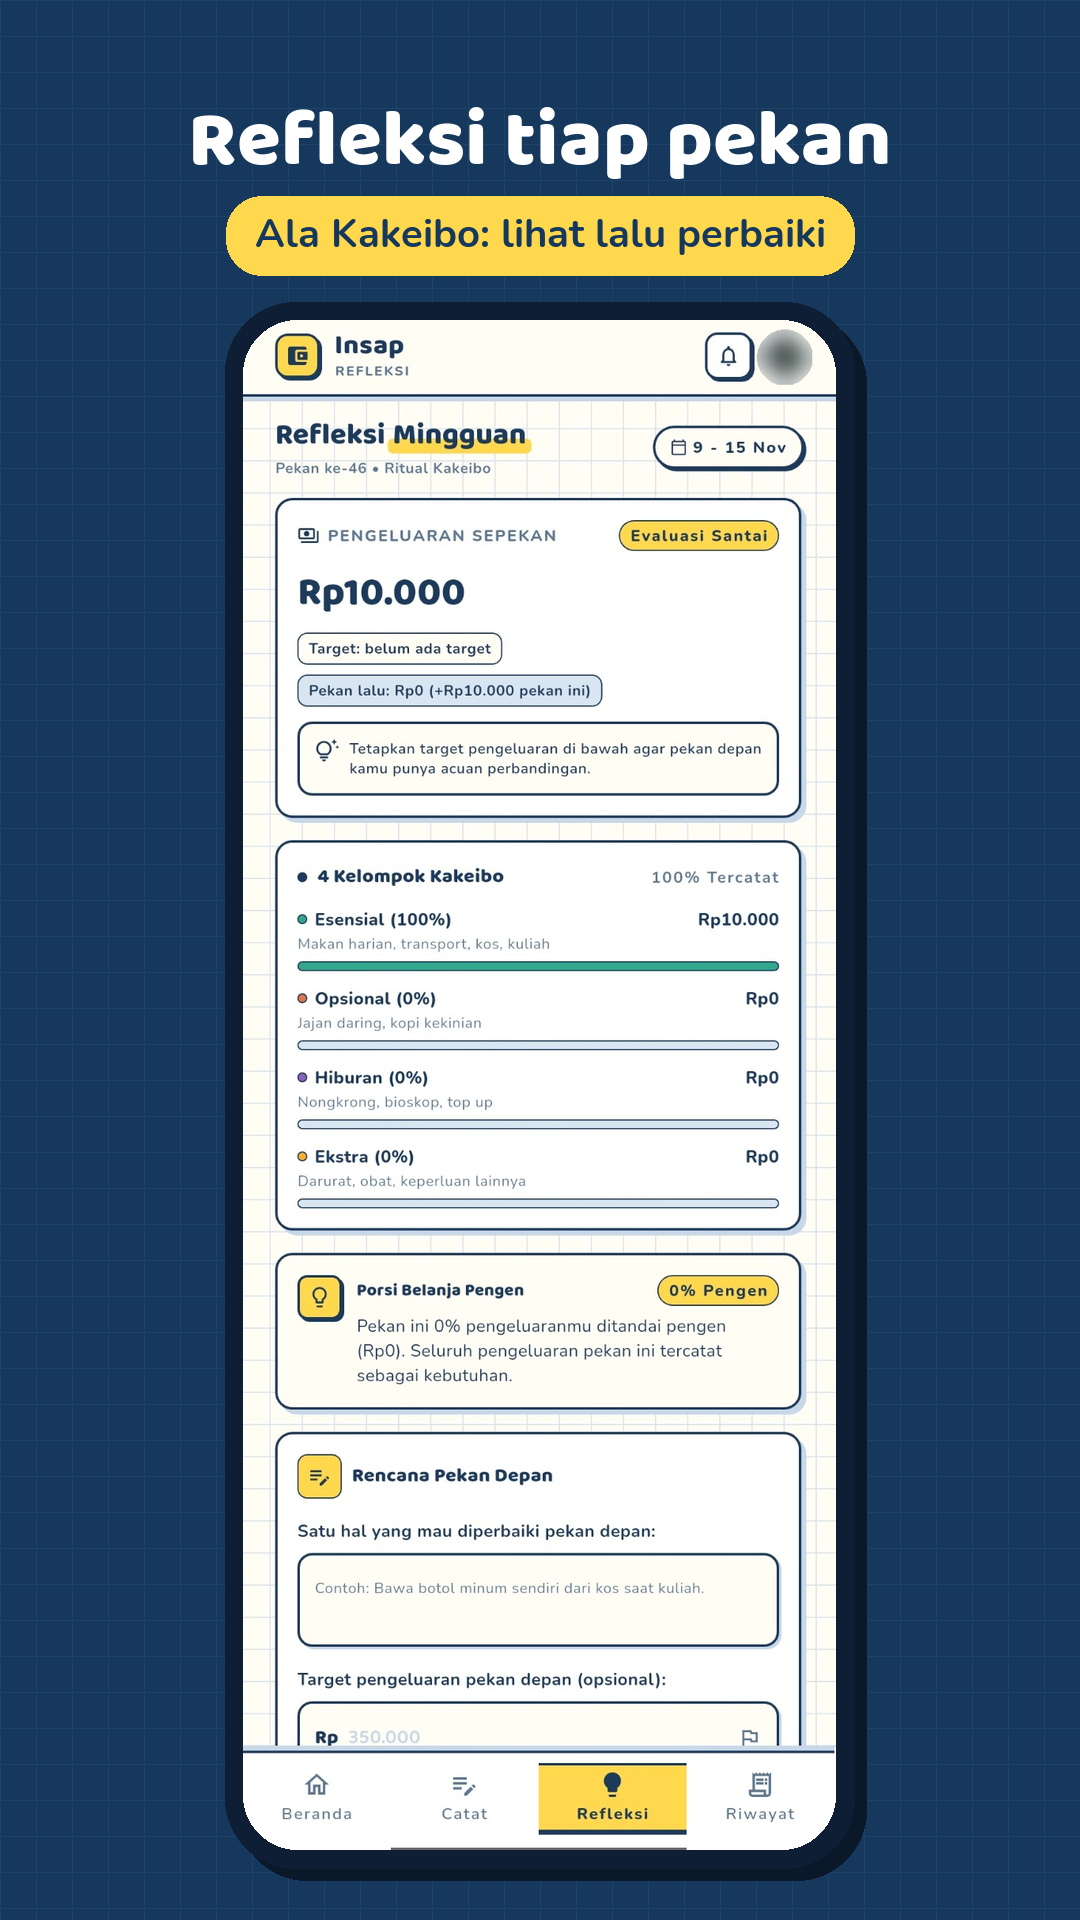 Refleksi tiap pekan
Ala Kakeibo: lihat lalu perbaiki
Insap
REFLEKSI
Refleksi Mingguan
Pekan ke-46 • Ritual Kakeibo
9 - 15 Nov
PENGELUARAN SEPEKAN
Evaluasi Santai
Rp10.000
Target: belum ada target
Pekan lalu: Rp0 (+Rp10.000 pekan ini)
Tetapkan target pengeluaran di bawah agar pekan depan
kamu punya acuan perbandingan.
4 Kelompok Kakeibo
100% Tercatat
Esensial (100%)
Rp10.000
Makan harian, transport, kos, kuliah
Opsional (0%)
Rp0
Jajan daring, kopi kekinian
Hiburan (0%)
Rp0
Nongkrong, bioskop, top up
Ekstra (0%)
Rp0
Darurat, obat, keperluan lainnya
Porsi Belanja Pengen
0% Pengen
Pekan ini 0% pengeluaranmu ditandai pengen
(Rp0). Seluruh pengeluaran pekan ini tercatat
sebagai kebutuhan.
Rencana Pekan Depan
Satu hal yang mau diperbaiki pekan depan:
Contoh: Bawa botol minum sendiri dari kos saat kuliah.
Target pengeluaran pekan depan (opsional):
Rp 350.000
Beranda
Catat
Refleksi
Riwayat